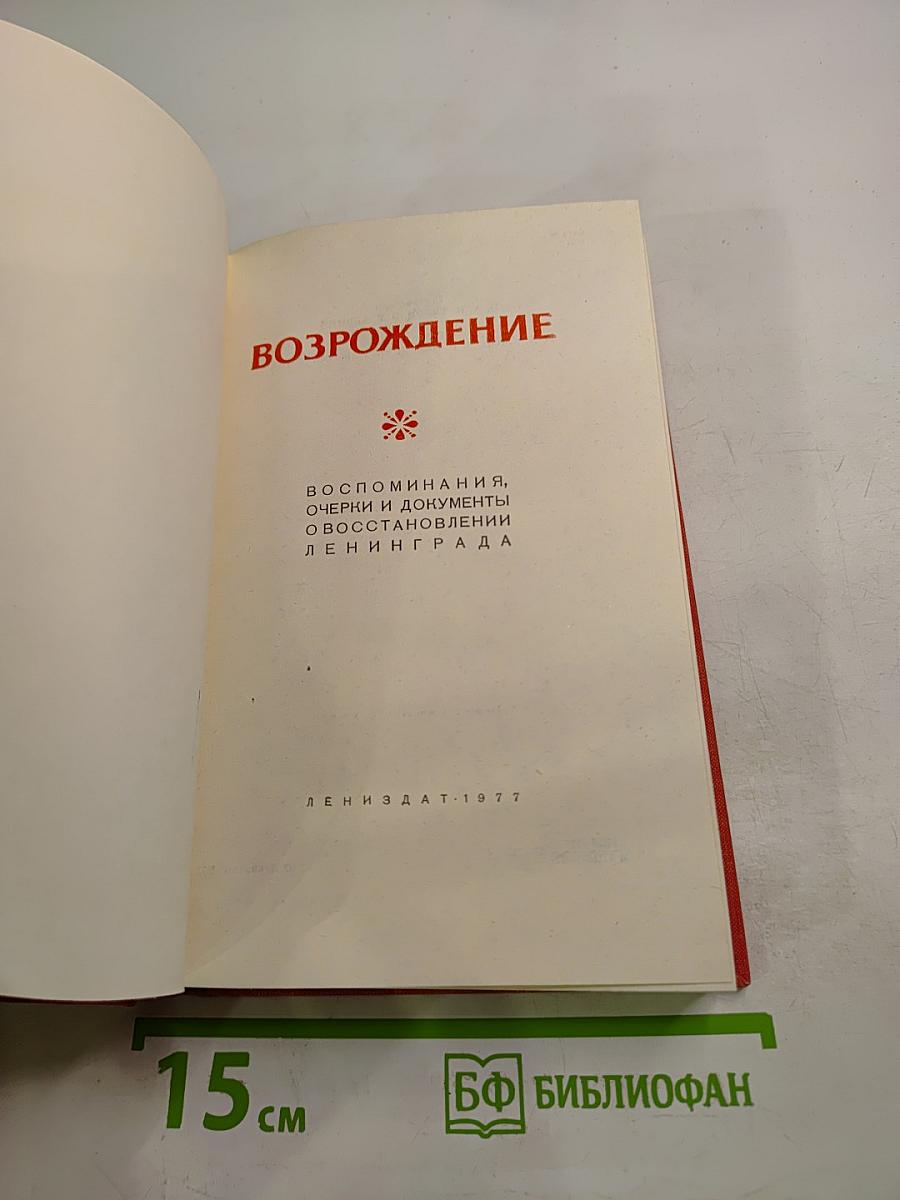 ВОЗРОЖДЕНИЕ
ВОСПОМИНАНИЯ,
ОЧЕРКИ И ДОКУМЕНТЫ
О ВОССТАНОВЛЕНИИ
ЛЕНИНГРАДА
ЛЕНИЗДАТ·1977
15 см
БФ БИБЛИОФАН